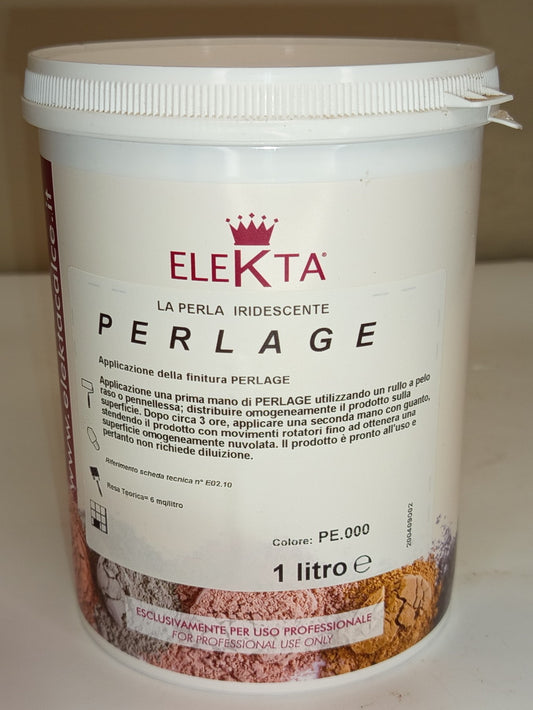 ELEKTA®
LA PERLA IRIDESCENTE
PERLAGE
Applicazione della finitura PERLAGE
Applicazione una prima mano di PERLAGE utilizzando un rullo a pelo
raso o pennellessa; distribuire omogeneamente il prodotto sulla
superficie. Dopo circa 3 ore, applicare una seconda mano con guanto,
stendendo il prodotto con movimenti rotatori fino ad ottenera una
superficie omogeneamente nuvolata. Il prodotto è pronto all'uso e
pertanto non richiede diluizione.
Riferimento scheda tecnica n° E02.10
Resa Teorica= 6 mq/litro
Colore: PE.000
1 litro ℮
200409O02
ESCLUSIVAMENTE PER USO PROFESSIONALE
FOR PROFESSIONAL USE ONLY
www.elektacalce.it